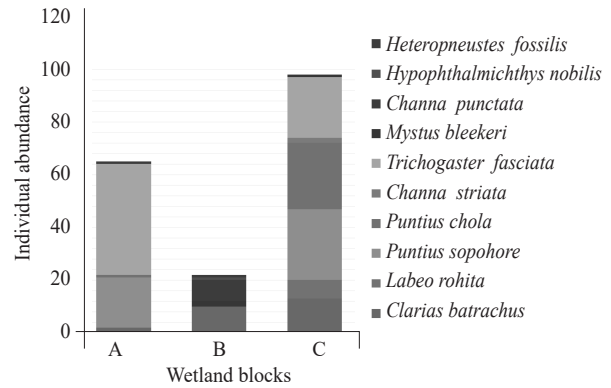 120
100
80
60
40
20
0
Individual abundance
A B C
Wetland blocks
Heteropneustes fossilis
Hypophthalmichthys nobilis
Channa punctata
Mystus bleekeri
Trichogaster fasciata
Channa striata
Puntius chola
Puntius sopohore
Labeo rohita
Clarias batrachus